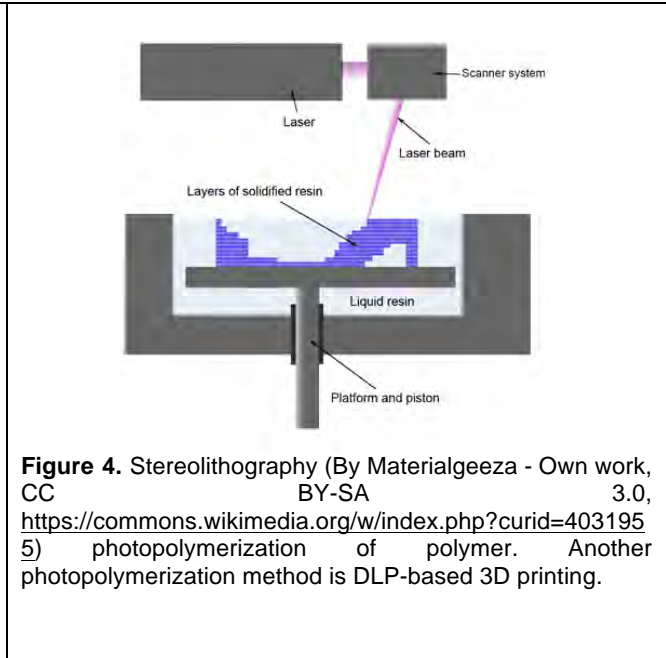 Scanner system
Laser
Laser beam
Layers of solidified resin
Liquid resin
Platform and piston
Figure 4. Stereolithography (By Materialgeeza - Own work,
CC BY-SA 3.0,
https://commons.wikimedia.org/w/index.php?curid=403195
5) photopolymerization of polymer. Another
photopolymerization method is DLP-based 3D printing.